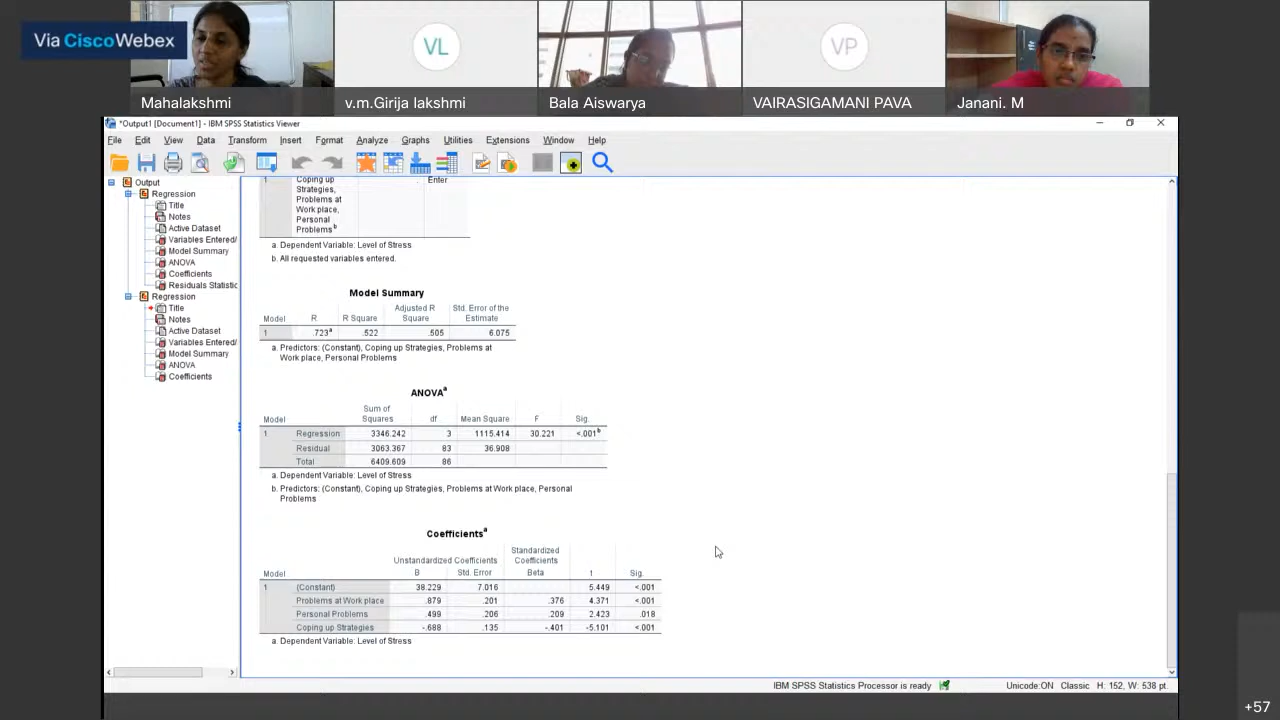 Via CiscoWebex
VL
VP
Mahalakshmi
v.m.Girija lakshmi
Bala Aiswarya
VAIRASIGAMANI PAVA
Janani. M
*Output1 [Document1] - IBM SPSS Statistics Viewer
File Edit View Data Transform Insert Format Analyze Graphs Utilities Extensions Window Help
Output
Regression
Title
Notes
Active Dataset
Variables Entered/
Model Summary
ANOVA
Coefficients
Residuals Statistic
Regression
Title
Notes
Active Dataset
Variables Entered/
Model Summary
ANOVA
Coefficients
1 Coping up Enter
Strategies,
Problems at
Work place,
Personal
Problems b
a. Dependent Variable: Level of Stress
b. All requested variables entered.
Model Summary
Adjusted R Std. Error of the
Model R R Square Square Estimate
1 .723a .522 .505 6.075
a. Predictors: (Constant), Coping up Strategies, Problems at
Work place, Personal Problems
ANOVAa
Sum of
Model Squares df Mean Square F Sig.
1 Regression 3346.242 3 1115.414 30.221 <.001b
Residual 3063.367 83 36.908
Total 6409.609 86
a. Dependent Variable: Level of Stress
b. Predictors: (Constant), Coping up Strategies, Problems at Work place, Personal
Problems
Coefficientsa
Standardized
Unstandardized Coefficients Coefficients
Model B Std. Error Beta t Sig.
1 (Constant) 38.229 7.016 5.449 <.001
Problems at Work place .879 .201 .376 4.371 <.001
Personal Problems .499 .206 .209 2.423 .018
Coping up Strategies -.688 .135 -.401 -5.101 <.001
a. Dependent Variable: Level of Stress
IBM SPSS Statistics Processor is ready Unicode:ON Classic H: 152, W: 538 pt.
+57